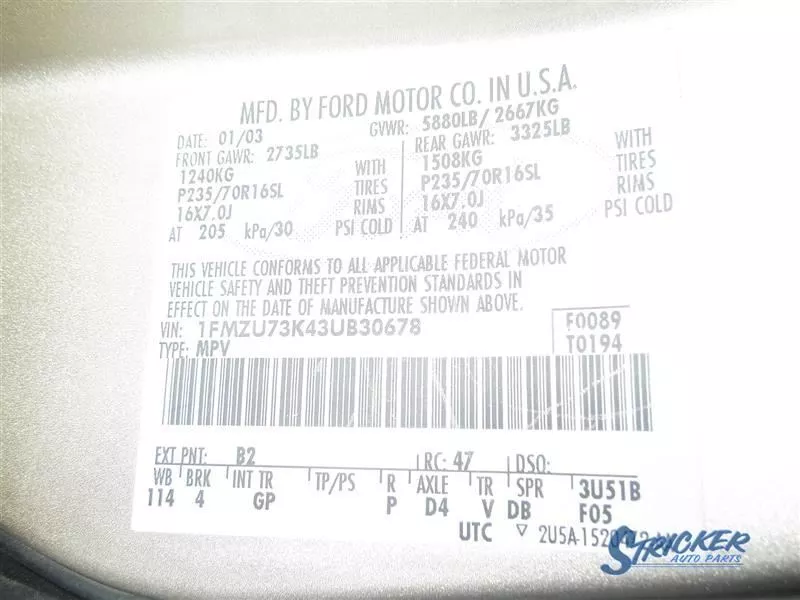 MFD. BY FORD MOTOR CO. IN U.S.A.
DATE: 01/03 GVWR: 5880LB/ 2667KG
FRONT GAWR: 2735LB REAR GAWR: 3325LB
1240KG WITH 1508KG WITH
P235/70R16SL TIRES P235/70R16SL TIRES
16X7.0J RIMS 16X7.0J RIMS
AT 205 kPa/30 PSI COLD AT 240 kPa/35 PSI COLD
THIS VEHICLE CONFORMS TO ALL APPLICABLE FEDERAL MOTOR
VEHICLE SAFETY AND THEFT PREVENTION STANDARDS IN
EFFECT ON THE DATE OF MANUFACTURE SHOWN ABOVE.
VIN: 1FMZU73K43UB30678 F0089
TYPE: MPV T0194
EXT PNT: B2 RC: 47 DSO:
WB BRK INT TR TP/PS R AXLE TR SPR 3U51B
114 4 GP P D4 V DB F05
UTC ▽
STRICKER
AUTO PARTS